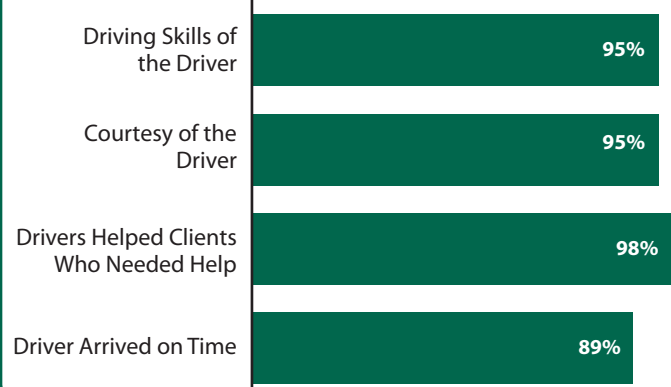 Driving Skills of
the Driver
95%
Courtesy of the
Driver
95%
Drivers Helped Clients
Who Needed Help
98%
Driver Arrived on Time
89%